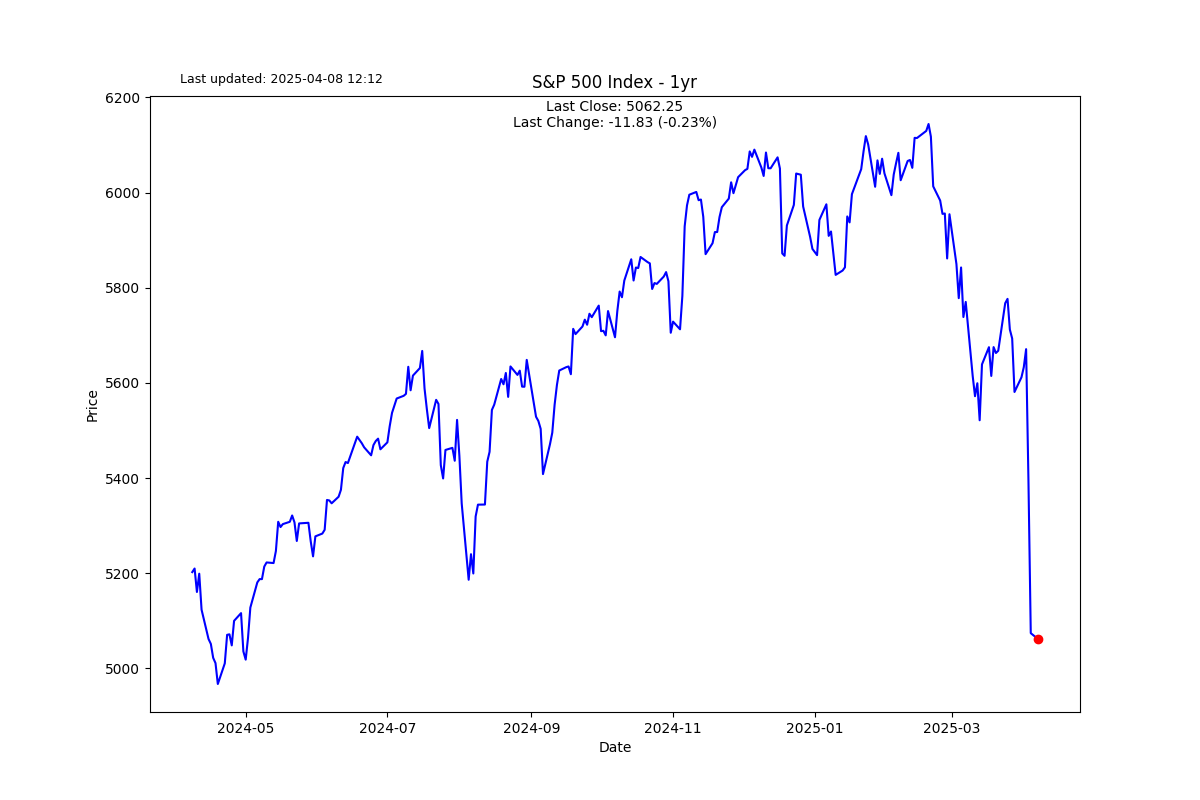 Last updated: 2025-04-08 12:12
S&P 500 Index - 1yr
Last Close: 5062.25
Last Change: -11.83 (-0.23%)
6200
6000
5800
5600
5400
5200
5000
Price
2024-05
2024-07
2024-09
2024-11
2025-01
2025-03
Date